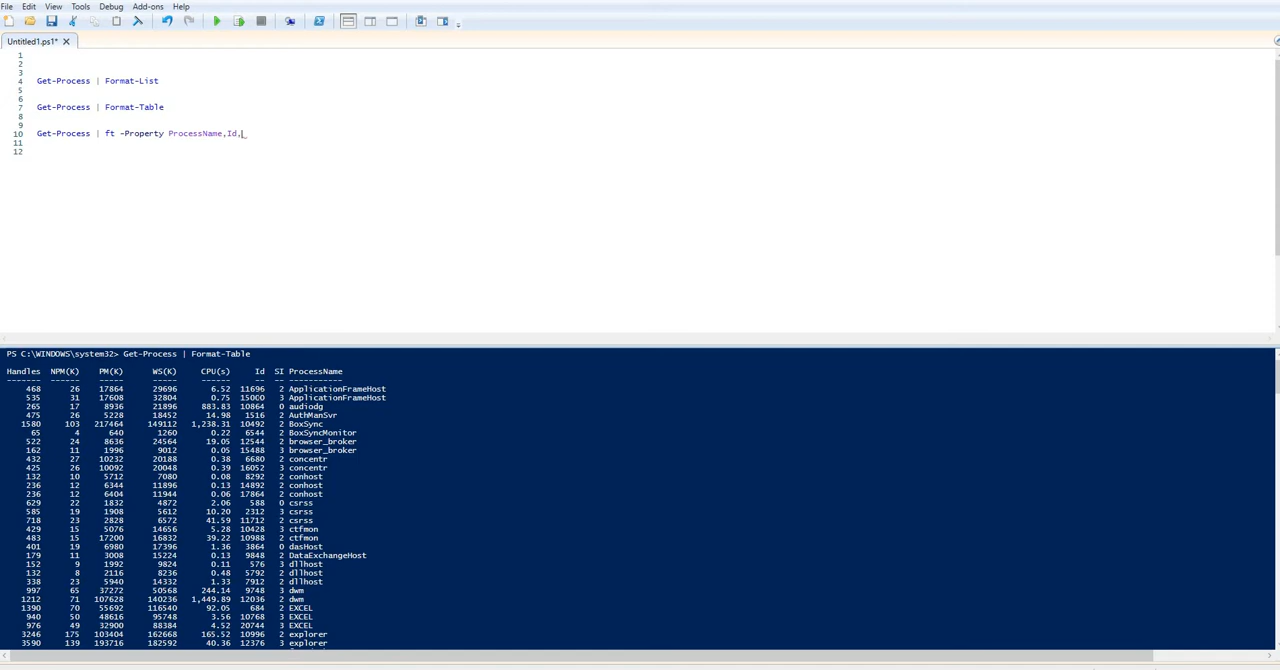 File Edit View Tools Debug Add-ons Help
Untitled1.ps1*
1
2
3
4 Get-Process | Format-List
5
6
7 Get-Process | Format-Table
8
9
10 Get-Process | ft -Property ProcessName,Id,
11
12
PS C:\WINDOWS\system32> Get-Process | Format-Table
Handles NPM(K) PM(K) WS(K) CPU(s) Id SI ProcessName
------- ------ ----- ----- ------ -- -- -----------
468 26 17864 29696 6.52 11696 2 ApplicationFrameHost
535 31 17608 32804 0.75 15000 3 ApplicationFrameHost
265 17 8936 21896 883.83 10864 0 audiodg
475 26 5228 18452 14.98 1516 2 AuthManSvr
1580 103 217464 149112 1,238.31 10492 2 BoxSync
65 4 640 1260 0.22 6544 2 BoxSyncMonitor
522 24 8636 24564 19.05 12544 2 browser_broker
162 11 1996 9012 0.05 15488 3 browser_broker
432 27 10232 20188 0.38 6680 2 concentr
425 26 10092 20048 0.39 16052 3 concentr
132 10 5712 7080 0.08 8292 2 conhost
236 12 6344 11896 0.13 14892 2 conhost
236 12 6404 11944 0.06 17864 2 conhost
629 22 1832 4872 2.06 588 0 csrss
585 19 1908 5612 10.20 2312 3 csrss
718 23 2828 6572 41.59 11712 2 csrss
429 15 5076 14656 5.28 10428 3 ctfmon
483 15 17200 16832 39.22 10988 2 ctfmon
401 19 6980 17396 1.36 3864 0 dasHost
179 11 3008 15224 0.13 9848 2 DataExchangeHost
152 9 1992 9824 0.11 576 3 dllhost
132 8 2116 8236 0.48 5792 2 dllhost
338 23 5940 14332 1.33 7912 2 dllhost
997 65 37272 50568 244.14 9748 3 dwm
1212 71 107628 140236 1,449.89 12036 2 dwm
1390 70 55692 116540 92.05 684 2 EXCEL
940 50 48616 95748 3.56 10768 3 EXCEL
976 49 32900 88384 4.52 20744 3 EXCEL
3246 175 103404 162668 165.52 10996 2 explorer
3590 139 193716 182592 40.36 12376 3 explorer